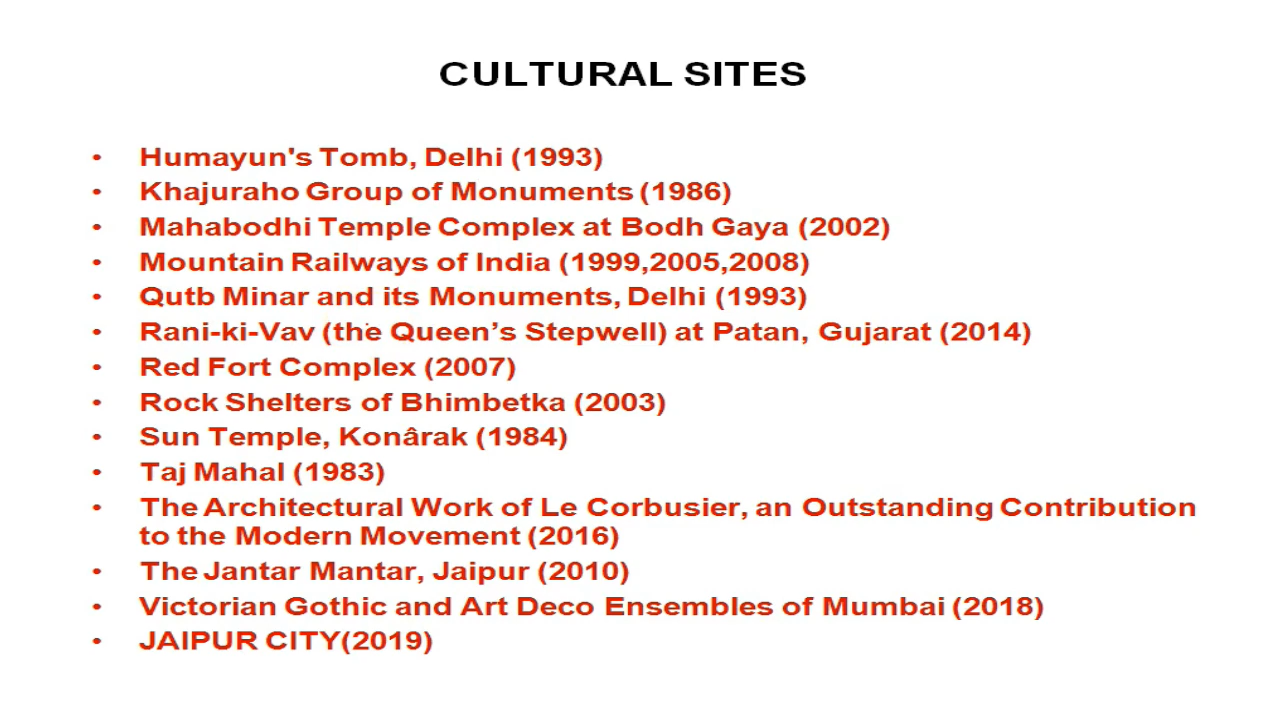 CULTURAL SITES
• Humayun's Tomb, Delhi (1993)
• Khajuraho Group of Monuments (1986)
• Mahabodhi Temple Complex at Bodh Gaya (2002)
• Mountain Railways of India (1999,2005,2008)
• Qutb Minar and its Monuments, Delhi (1993)
• Rani-ki-Vav (the Queen’s Stepwell) at Patan, Gujarat (2014)
• Red Fort Complex (2007)
• Rock Shelters of Bhimbetka (2003)
• Sun Temple, Konârak (1984)
• Taj Mahal (1983)
• The Architectural Work of Le Corbusier, an Outstanding Contribution
to the Modern Movement (2016)
• The Jantar Mantar, Jaipur (2010)
• Victorian Gothic and Art Deco Ensembles of Mumbai (2018)
• JAIPUR CITY(2019)